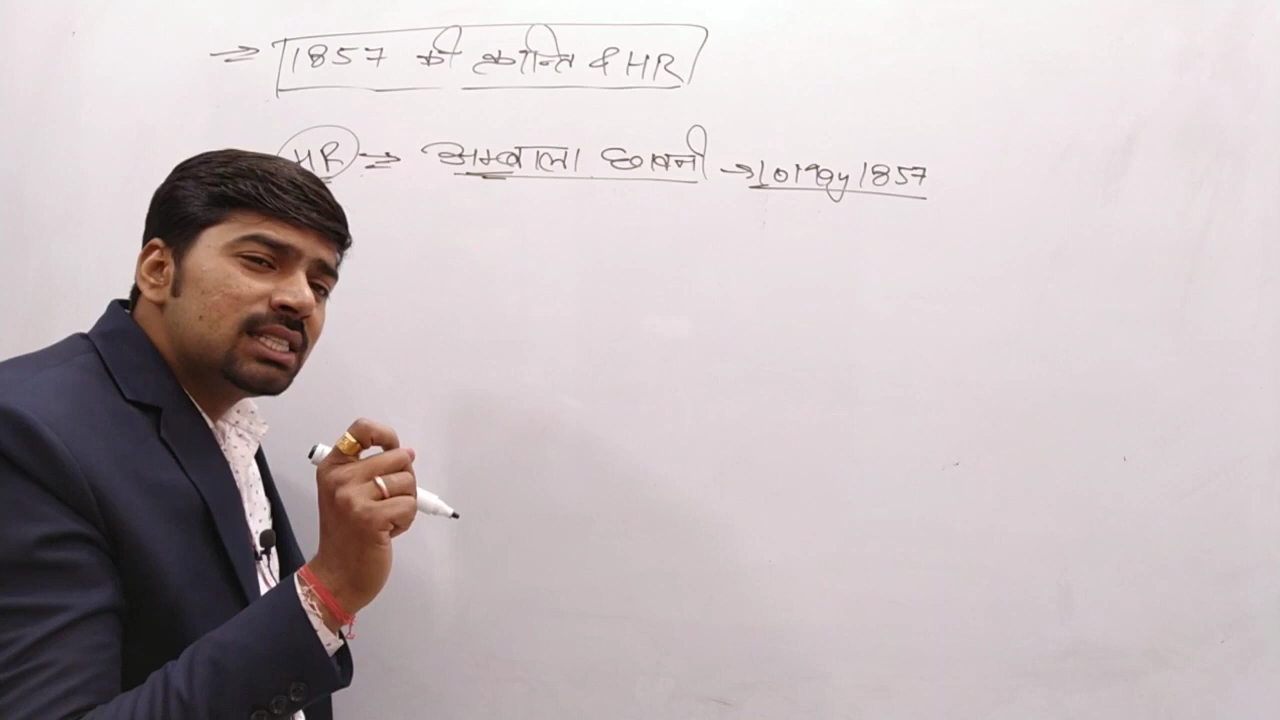 ⇒ 1857 की क्रान्ति & HR
HR ⇒ अम्बाला छावनी → 10 May 1857